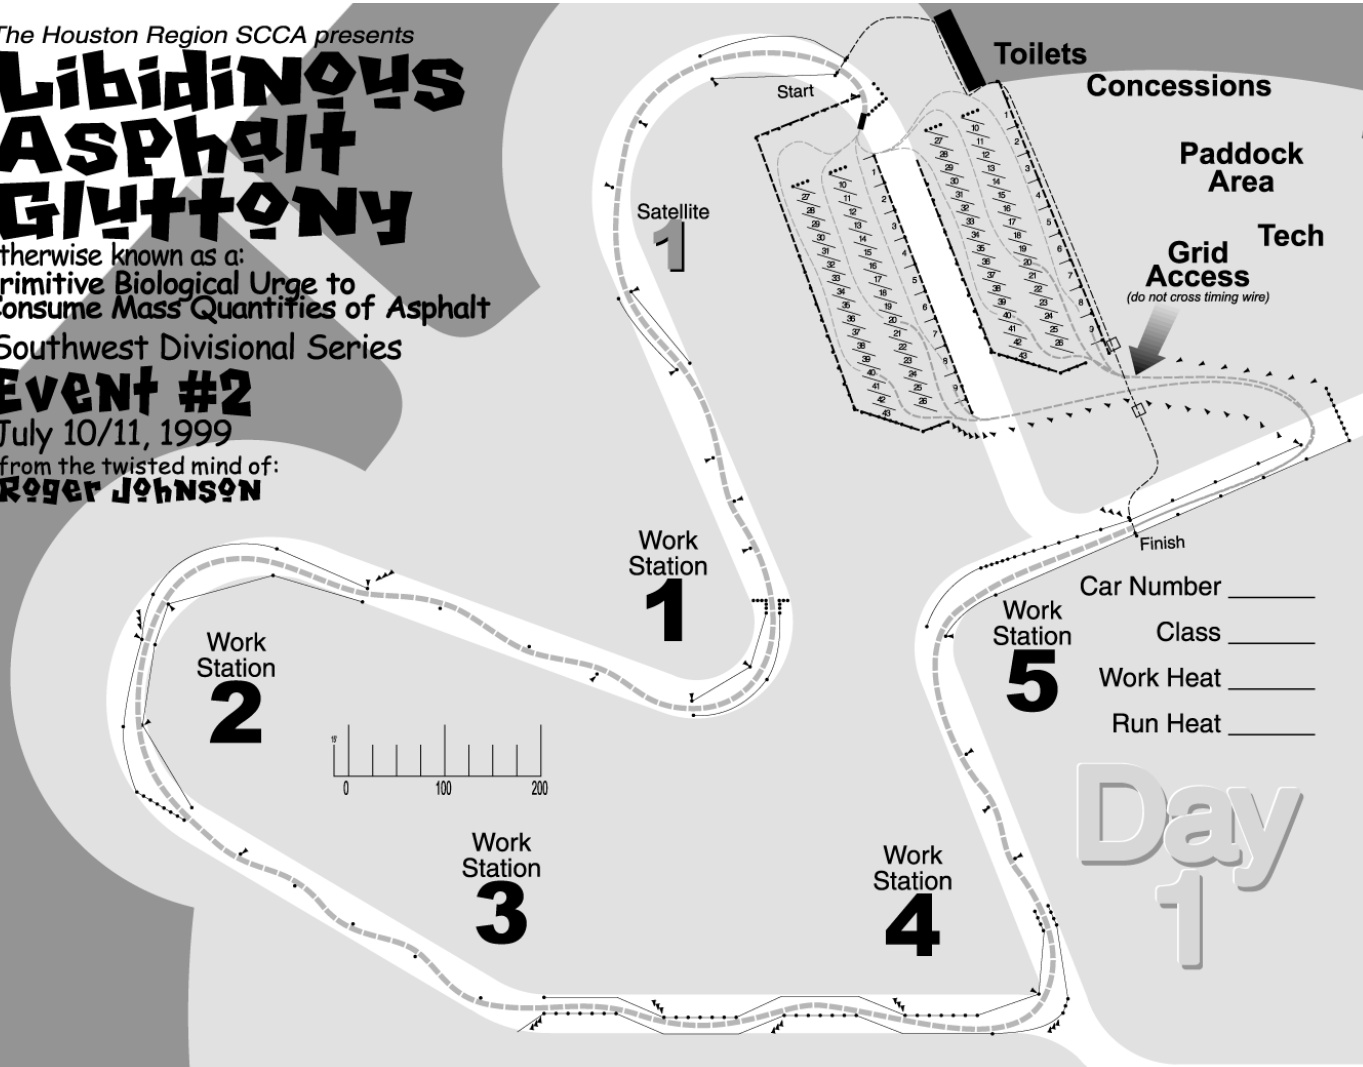 The Houston Region SCCA presents
Libidinous
Asphalt
Gluttony
therwise known as a:
rimitive Biological Urge to
onsume Mass Quantities of Asphalt
Southwest Divisional Series
Event #2
July 10/11, 1999
from the twisted mind of:
Roger Johnson
Start
Toilets
Concessions
Paddock
Area
Tech
Grid
Access
(do not cross timing wire)
Satellite
1
Work
Station
1
Finish
Car Number
Class
Work Heat
Run Heat
Work
Station
5
Work
Station
2
0
100
200
Work
Station
3
Work
Station
4
Day
1